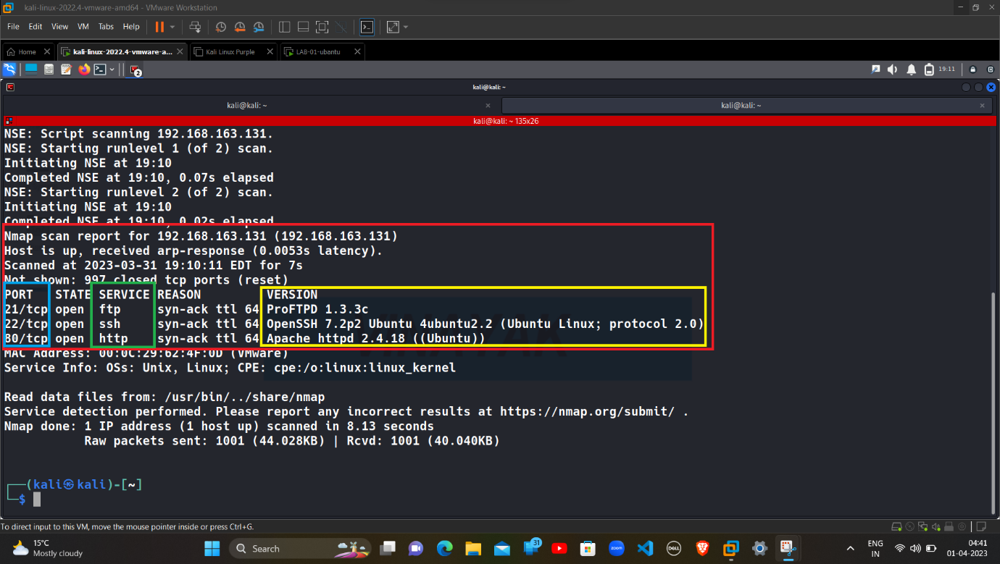 kali-linux-2022.4-vmware-amd64 - VMware Workstation
File Edit View VM Tabs Help
Home kali-linux-2022.4-vmware-a... Kali Linux Purple LAB-01-ubantu
2 19:11
kali@kali: ~
kali@kali: ~ kali@kali: ~
kali@kali: ~ 135x26
NSE: Script scanning 192.168.163.131.
NSE: Starting runlevel 1 (of 2) scan.
Initiating NSE at 19:10
Completed NSE at 19:10, 0.07s elapsed
NSE: Starting runlevel 2 (of 2) scan.
Initiating NSE at 19:10
Completed NSE at 19:10, 0.02s elapsed
Nmap scan report for 192.168.163.131 (192.168.163.131)
Host is up, received arp-response (0.0053s latency).
Scanned at 2023-03-31 19:10:11 EDT for 7s
Not shown: 997 closed tcp ports (reset)
PORT STATE SERVICE REASON VERSION
21/tcp open ftp syn-ack ttl 64 ProFTPD 1.3.3c
22/tcp open ssh syn-ack ttl 64 OpenSSH 7.2p2 Ubuntu 4ubuntu2.2 (Ubuntu Linux; protocol 2.0)
80/tcp open http syn-ack ttl 64 Apache httpd 2.4.18 ((Ubuntu))
MAC Address: 00:0C:29:62:4F:0D (VMware)
Service Info: OSs: Unix, Linux; CPE: cpe:/o:linux:linux_kernel
Read data files from: /usr/bin/../share/nmap
Service detection performed. Please report any incorrect results at https://nmap.org/submit/ .
Nmap done: 1 IP address (1 host up) scanned in 8.13 seconds
Raw packets sent: 1001 (44.028KB) | Rcvd: 1001 (40.040KB)
┌──(kali㉿kali)-[~]
└─$
To direct input to this VM, move the mouse pointer inside or press Ctrl+G.
15°C
Mostly cloudy
Search
31
zoom
DELL
ENG
IN
04:41
01-04-2023